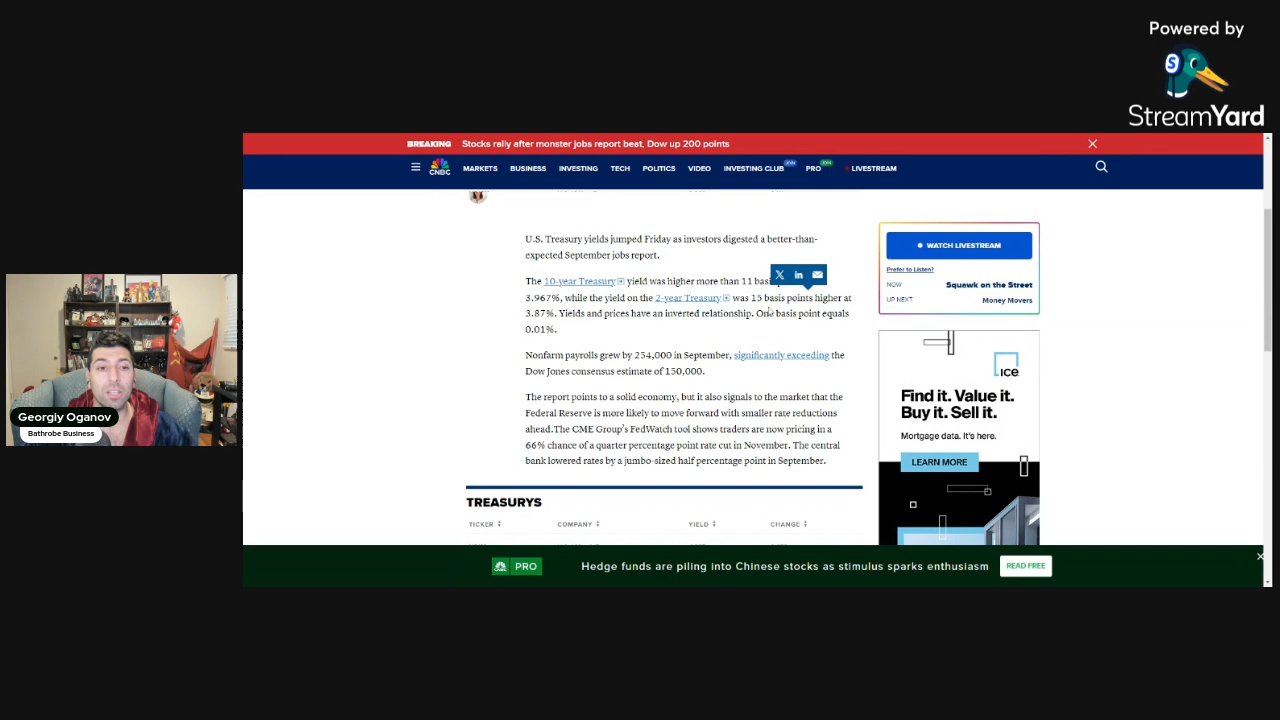 Powered by
StreamYard
BREAKING Stocks rally after monster jobs report beat, Dow up 200 points
CNBC
MARKETS BUSINESS INVESTING TECH POLITICS VIDEO INVESTING CLUB PRO LIVESTREAM
U.S. Treasury yields jumped Friday as investors digested a better-than-
expected September jobs report.
The 10-year Treasury yield was higher more than 11
3.967%, while the yield on the 2-year Treasury was 15 basis points higher at
3.87%. Yields and prices have an inverted relationship. One basis point equals
0.01%.
Nonfarm payrolls grew by 254,000 in September, significantly exceeding the
Dow Jones consensus estimate of 150,000.
The report points to a solid economy, but it also signals to the market that the
Federal Reserve is more likely to move forward with smaller rate reductions
ahead.The CME Group's FedWatch tool shows traders are now pricing in a
66% chance of a quarter percentage point rate cut in November. The central
bank lowered rates by a jumbo-sized half percentage point in September.
TREASURYS
TICKER COMPANY YIELD CHANGE
WATCH LIVESTREAM
Prefer to Listen?
NOW Squawk on the Street
UP NEXT Money Movers
ICE
Find it. Value it.
Buy it. Sell it.
Mortgage data. It's here.
LEARN MORE
Georgiy Oganov
Bathrobe Business
PRO Hedge funds are piling into Chinese stocks as stimulus sparks enthusiasm READ FREE